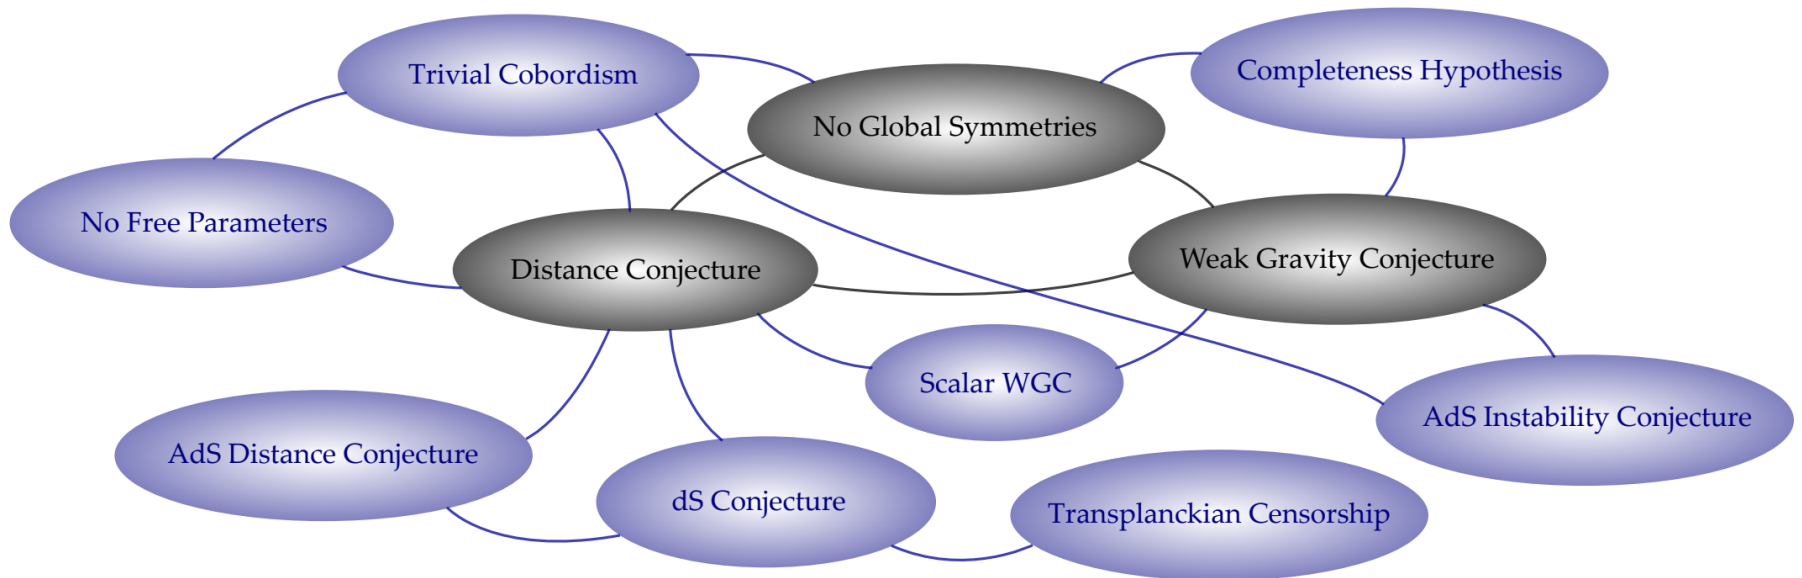 Trivial Cobordism
Completeness Hypothesis
No Global Symmetries
No Free Parameters
Distance Conjecture
Weak Gravity Conjecture
Scalar WGC
AdS Instability Conjecture
AdS Distance Conjecture
dS Conjecture
Transplanckian Censorship